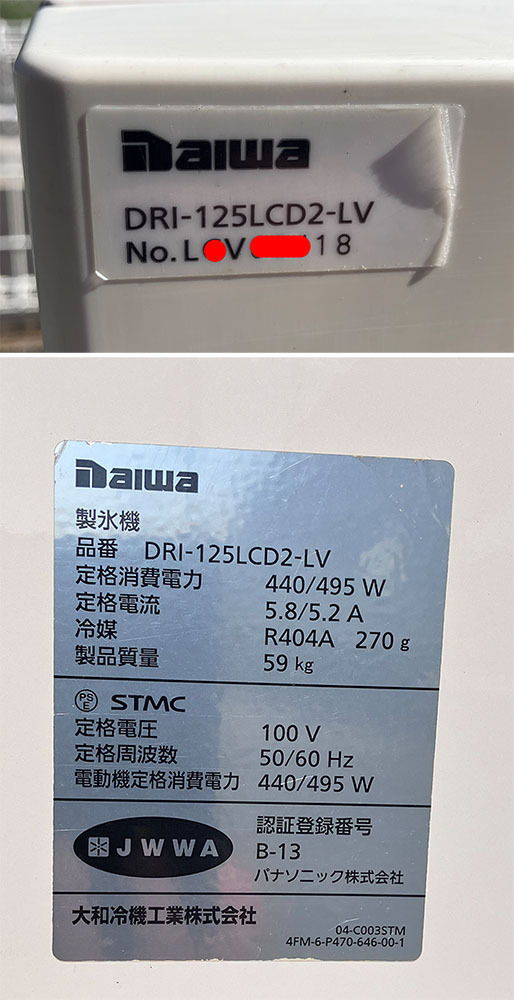 Daiwa
DRI-125LCD2-LV
No. L V 18
Daiwa
製氷機
品番 DRI-125LCD2-LV
定格消費電力 440/495 W
定格電流 5.8/5.2 A
冷媒 R404A 270 g
製品質量 59 kg
PSE STMC
定格電圧 100 V
定格周波数 50/60 Hz
電動機定格消費電力 440/495 W
JWWA
認証登録番号
B-13
パナソニック株式会社
大和冷機工業株式会社
04-C003STM
4FM-6-P470-646-00-1